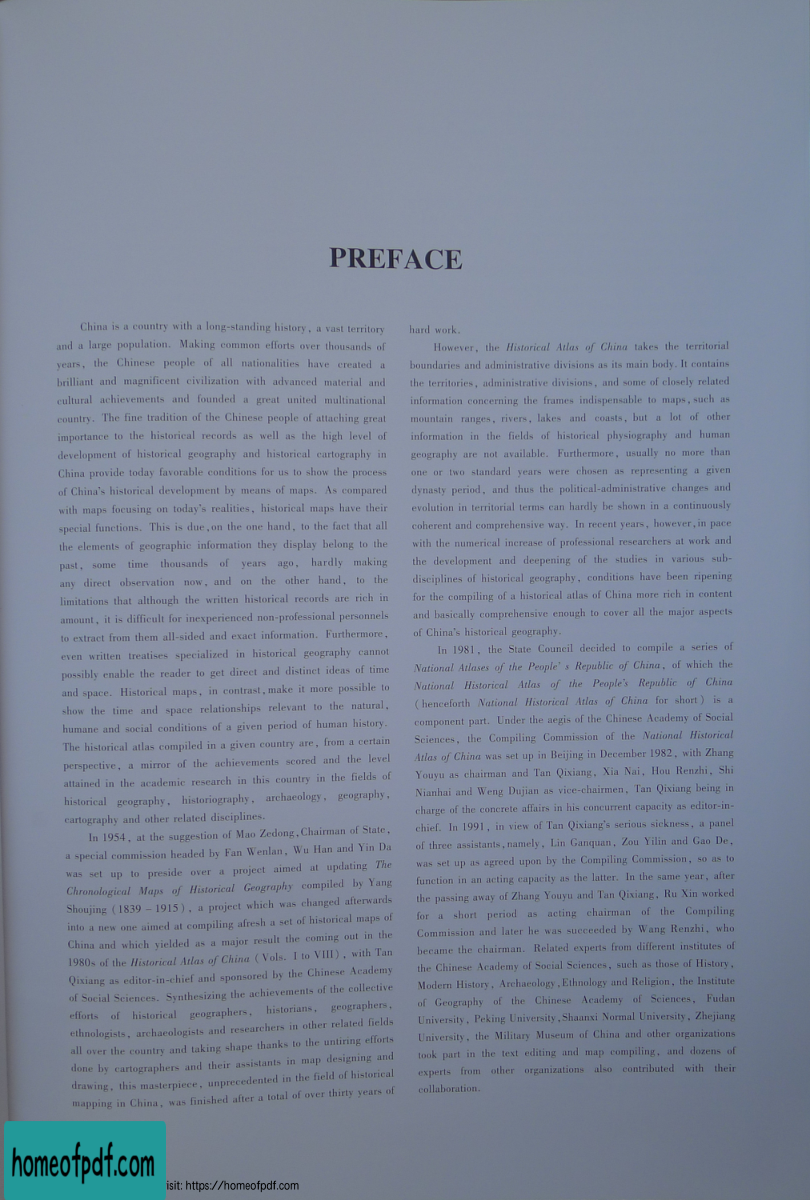 PREFACE
China is a country with a long-standing history, a vast territory
and a large population. Making common efforts over thousands of
years, the Chinese people of all nationalities have created a
brilliant and magnificent civilization with advanced material and
cultural achievements and founded a great united multinational
country. The fine tradition of the Chinese people of attaching great
importance to the historical records as well as the high level of
development of historical geography and historical cartography in
China provide today favorable conditions for us to show the process
of China's historical development by means of maps. As compared
with maps focusing on today's realities, historical maps have their
special functions. This is due, on the one hand, to the fact that all
the elements of geographic information they display belong to the
past, some time thousands of years ago, hardly making
any direct observation now, and on the other hand, to the
limitations that although the written historical records are rich in
amount, it is difficult for inexperienced non-professional personnels
to extract from them all-sided and exact information. Furthermore,
even written treatises specialized in historical geography cannot
possibly enable the reader to get direct and distinct ideas of time
and space. Historical maps, in contrast, make it more possible to
show the time and space relationships relevant to the natural,
humane and social conditions of a given period of human history.
The historical atlas compiled in a given country are, from a certain
perspective, a mirror of the achievements scored and the level
attained in the academic research in this country in the fields of
historical geography, historiography, archaeology, geography,
cartography and other related disciplines.
In 1954, at the suggestion of Mao Zedong, Chairman of State,
a special commission headed by Fan Wenlan, Wu Han and Yin Da
was set up to preside over a project aimed at updating The
Chronological Maps of Historical Geography compiled by Yang
Shoujing (1839 – 1915), a project which was changed afterwards
into a new one aimed at compiling afresh a set of historical maps of
China and which yielded as a major result the coming out in the
1980s of the Historical Atlas of China (Vols. I to VIII), with Tan
Qixiang as editor-in-chief and sponsored by the Chinese Academy
of Social Sciences. Synthesizing the achievements of the collective
efforts of historical geographers, historians, geographers,
ethnologists, archaeologists and researchers in other related fields
all over the country and taking shape thanks to the untiring efforts
done by cartographers and their assistants in map designing and
drawing, this masterpiece, unprecedented in the field of historical
mapping in China, was finished after a total of over thirty years of
hard work.
However, the Historical Atlas of China takes the territorial
boundaries and administrative divisions as its main body. It contains
the territories, administrative divisions, and some of closely related
information concerning the frames indispensable to maps, such as
mountain ranges, rivers, lakes and coasts, but a lot of other
information in the fields of historical physiography and human
geography are not available. Furthermore, usually no more than
one or two standard years were chosen as representing a given
dynasty period, and thus the political-administrative changes and
evolution in territorial terms can hardly be shown in a continuously
coherent and comprehensive way. In recent years, however, in pace
with the numerical increase of professional researchers at work and
the development and deepening of the studies in various sub-
disciplines of historical geography, conditions have been ripening
for the compiling of a historical atlas of China more rich in content
and basically comprehensive enough to cover all the major aspects
of China's historical geography.
In 1981, the State Council decided to compile a series of
National Atlases of the People' s Republic of China, of which the
National Historical Atlas of the People's Republic of China
(henceforth National Historical Atlas of China for short) is a
component part. Under the aegis of the Chinese Academy of Social
Sciences, the Compiling Commission of the National Historical
Atlas of China was set up in Beijing in December 1982, with Zhang
Youyu as chairman and Tan Qixiang, Xia Nai, Hou Renzhi, Shi
Nianhai and Weng Dujian as vice-chairmen, Tan Qixiang being in
charge of the concrete affairs in his concurrent capacity as editor-in-
chief. In 1991, in view of Tan Qixiang's serious sickness, a panel
of three assistants, namely, Lin Ganquan, Zou Yilin and Gao De,
was set up as agreed upon by the Compiling Commission, so as to
function in an acting capacity as the latter. In the same year, after
the passing away of Zhang Youyu and Tan Qixiang, Ru Xin worked
for a short period as acting chairman of the Compiling
Commission and later he was succeeded by Wang Renzhi, who
became the chairman. Related experts from different institutes of
the Chinese Academy of Social Sciences, such as those of History,
Modern History, Archaeology, Ethnology and Religion, the Institute
of Geography of the Chinese Academy of Sciences, Fudan
University, Peking University, Shaanxi Normal University, Zhejiang
University, the Military Museum of China and other organizations
took part in the text editing and map compiling, and dozens of
experts from other organizations also contributed with their
collaboration.
homeofpdf.com
isit: https://homeofpdf.com